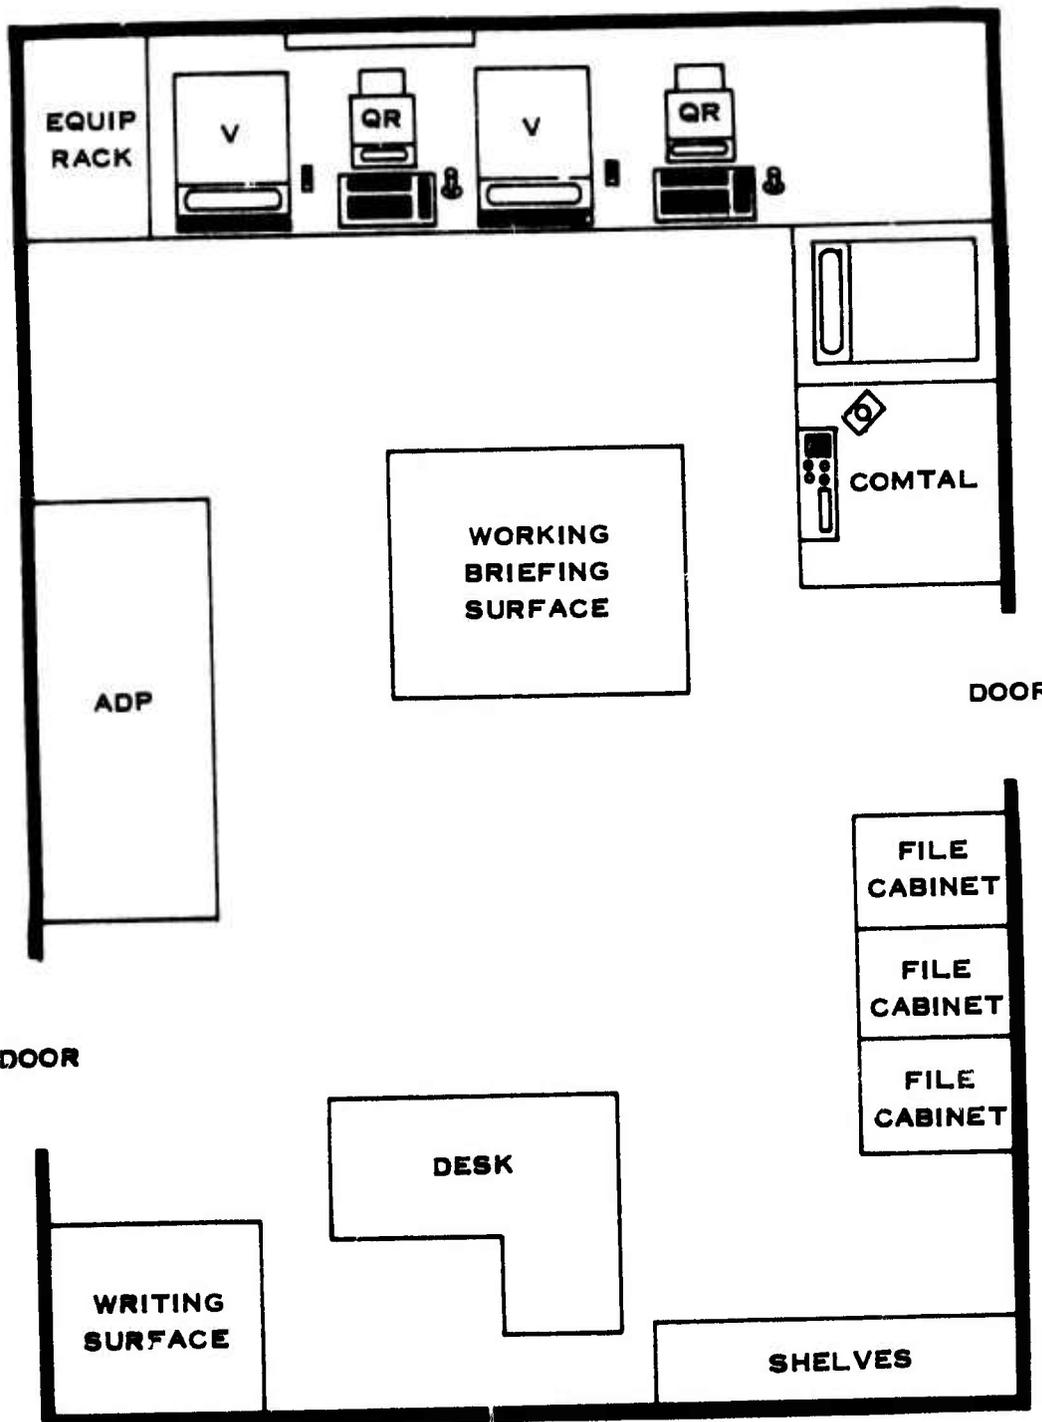 EQUIP
RACK
V
QR
V
QR
COMTAL
WORKING
BRIEFING
SURFACE
ADP
DOOR
FILE
CABINET
FILE
CABINET
FILE
CABINET
DOOR
DESK
WRITING
SURFACE
SHELVES